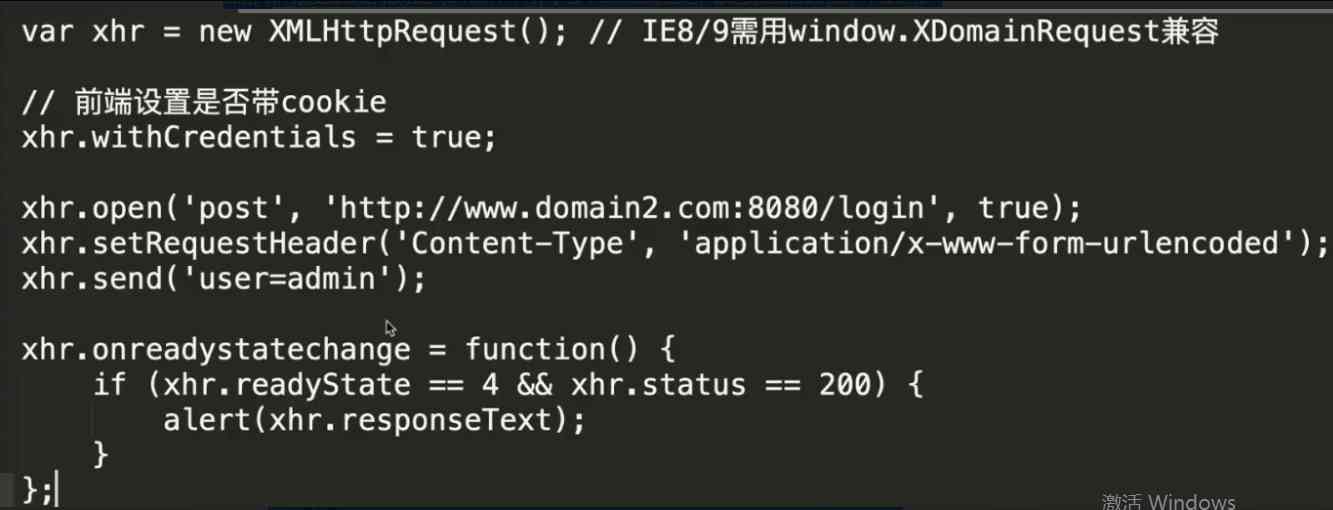 var xhr = new XMLHttpRequest(); // IE8/9需用window.XDomainRequest兼容
// 前端设置是否带cookie
xhr.withCredentials = true;
xhr.open('post', 'http://www.domain2.com:8080/login', true);
xhr.setRequestHeader('Content-Type', 'application/x-www-form-urlencoded');
xhr.send('user=admin');
xhr.onreadystatechange = function() {
    if (xhr.readyState == 4 && xhr.status == 200) {
        alert(xhr.responseText);
    }
};
激活 Windows